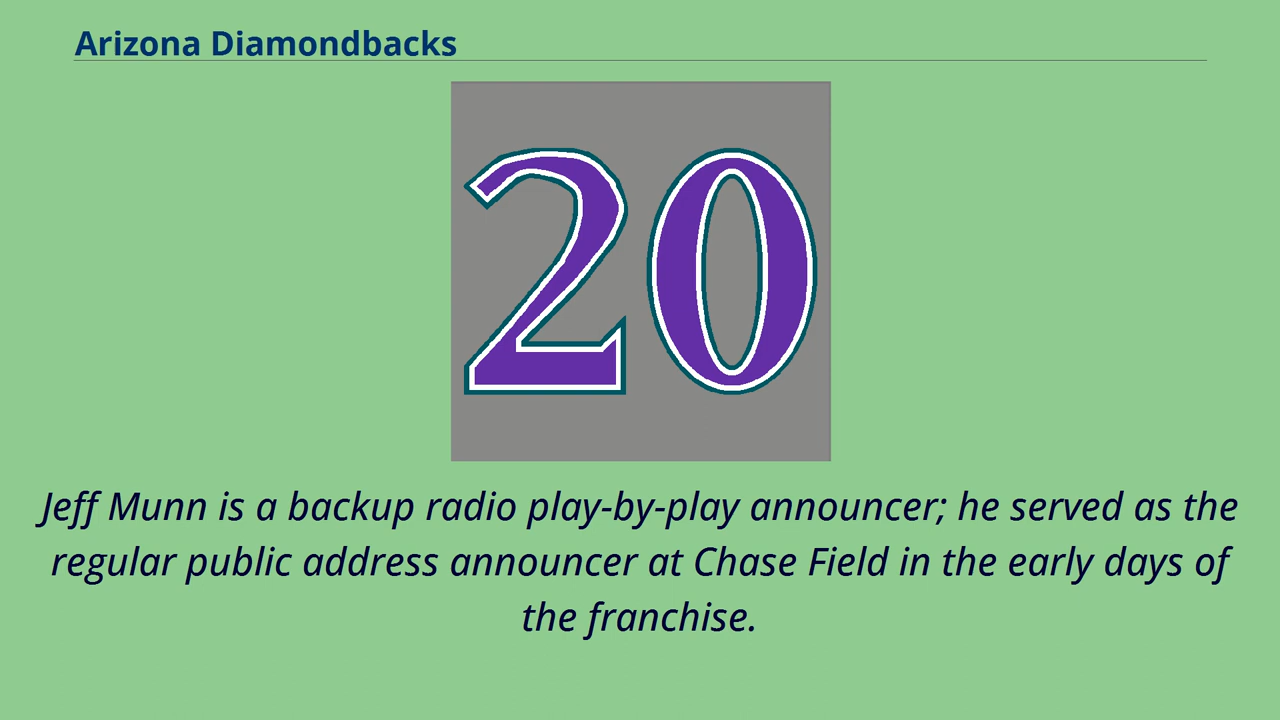 Arizona Diamondbacks
20
Jeff Munn is a backup radio play-by-play announcer; he served as the
regular public address announcer at Chase Field in the early days of
the franchise.